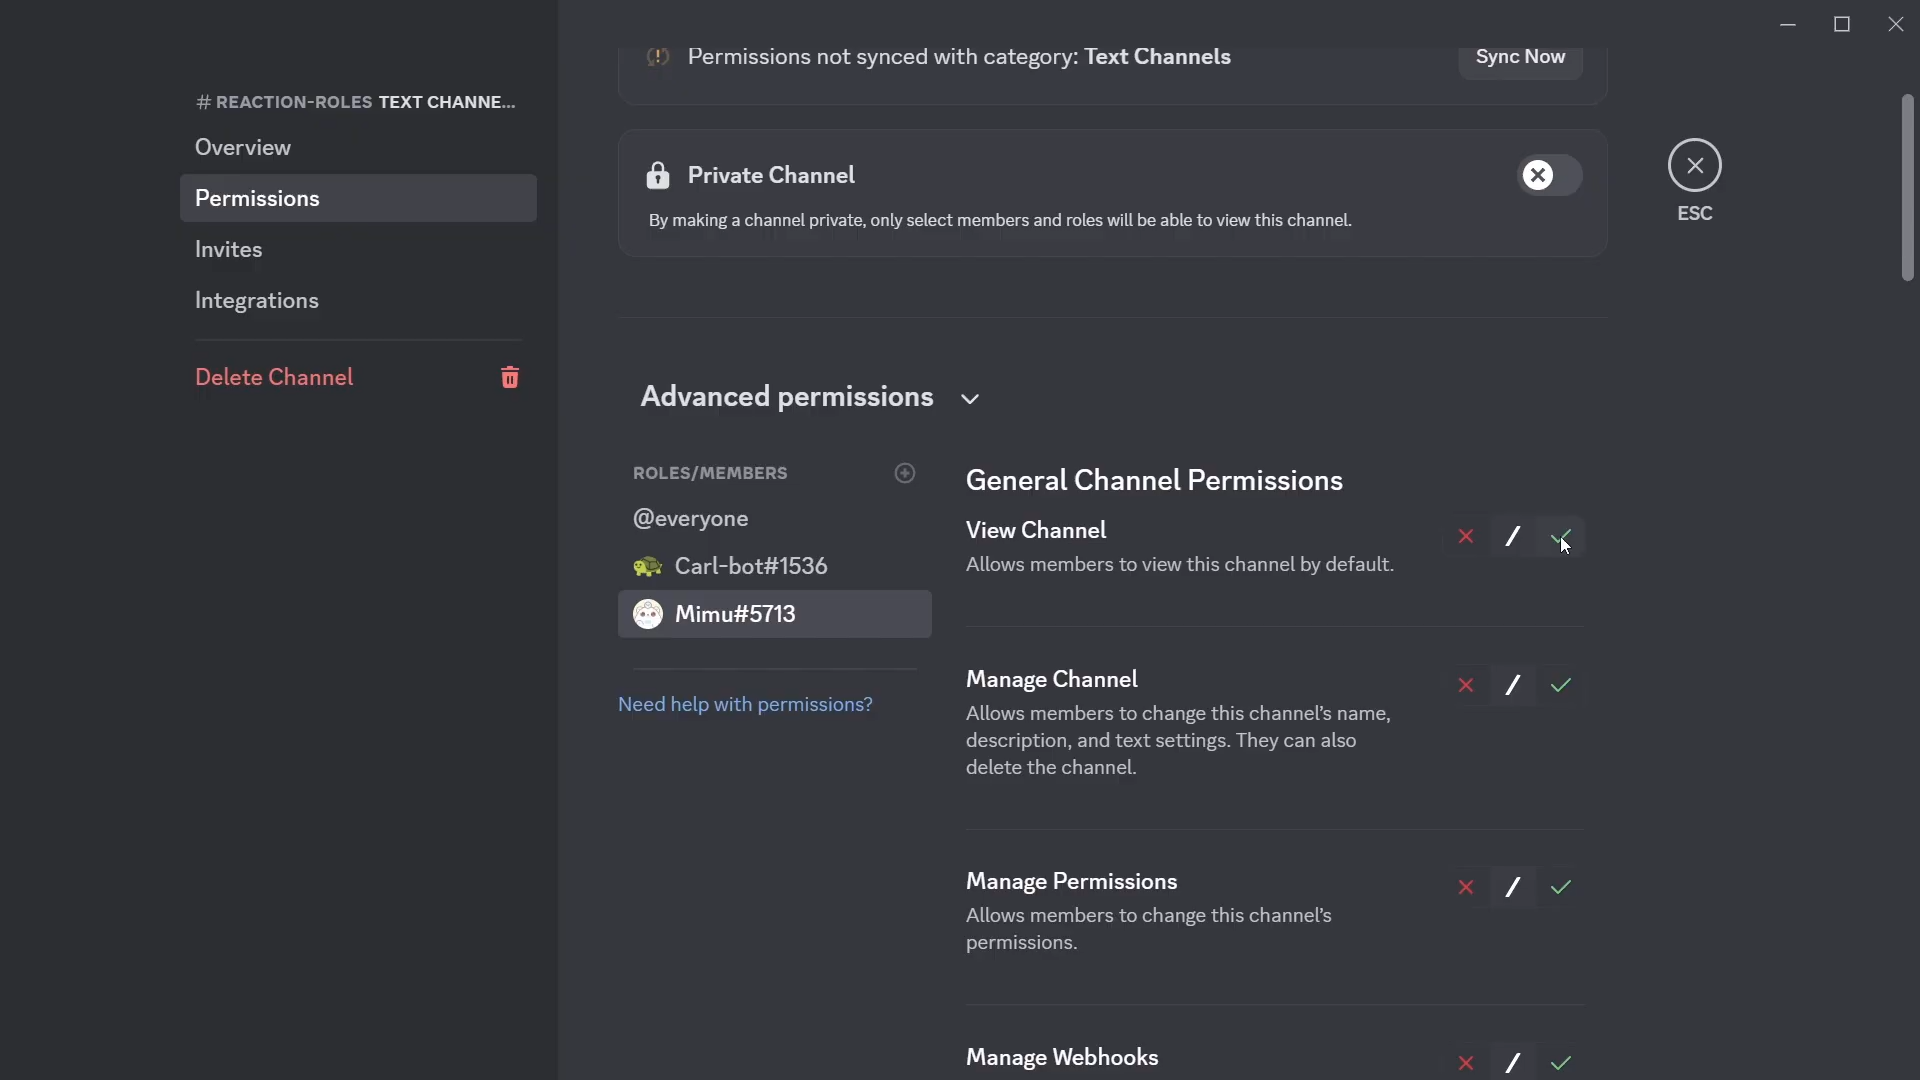 Permissions not synced with category: Text Channels
Sync Now
# REACTION-ROLES TEXT CHANNE...
Overview
Permissions
Invites
Integrations
Delete Channel
Private Channel
By making a channel private, only select members and roles will be able to view this channel.
ESC
Advanced permissions
ROLES/MEMBERS
@everyone
Carl-bot#1536
Mimu#5713
Need help with permissions?
General Channel Permissions
View Channel
Allows members to view this channel by default.
Manage Channel
Allows members to change this channel's name,
description, and text settings. They can also
delete the channel.
Manage Permissions
Allows members to change this channel's
permissions.
Manage Webhooks